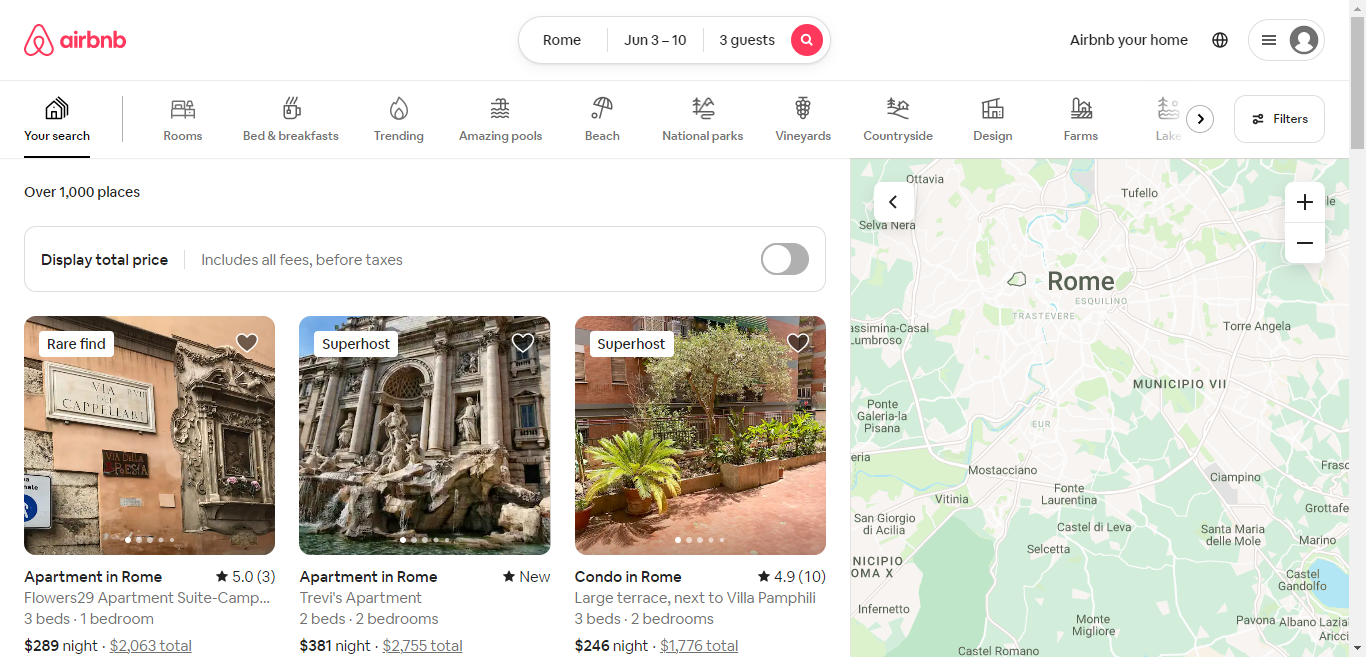 airbnb
Rome
Jun 3 – 10
3 guests
Airbnb your home
Your search
Rooms
Bed & breakfasts
Trending
Amazing pools
Beach
National parks
Vineyards
Countryside
Design
Farms
Lake
Filters
Over 1,000 places
Display total price
Includes all fees, before taxes
Rare find
VIA
CAPPELLARI
VIA DELLA
POESIA
Superhost
Superhost
Apartment in Rome
5.0 (3)
Flowers29 Apartment Suite-Camp...
3 beds · 1 bedroom
$289 night · $2,063 total
Apartment in Rome
New
Trevi's Apartment
2 beds · 2 bedrooms
$381 night · $2,755 total
Condo in Rome
4.9 (10)
Large terrace, next to Villa Pamphili
3 beds · 2 bedrooms
$246 night · $1,776 total
Ottavia
Tufello
Selva Nera
Rome
ESQUILINO
TRASTEVERE
assimina-Casal
Lumbroso
Torre Angela
MUNICIPIO VII
Ponte
Galeria-la
Pisana
EUR
eria
Mostacciano
Ciampino
Frasc
Vitinia
Fonte
Laurentina
Grottafe
San Giorgio
di Acilia
Castel di Leva
Santa Maria
delle Mole
Marino
Selcetta
NICIPIO
OMA X
Castel
Gandolfo
Infernetto
Monte
Migliore
Pavona
Albano Lazial
Aricci
Castel Romano